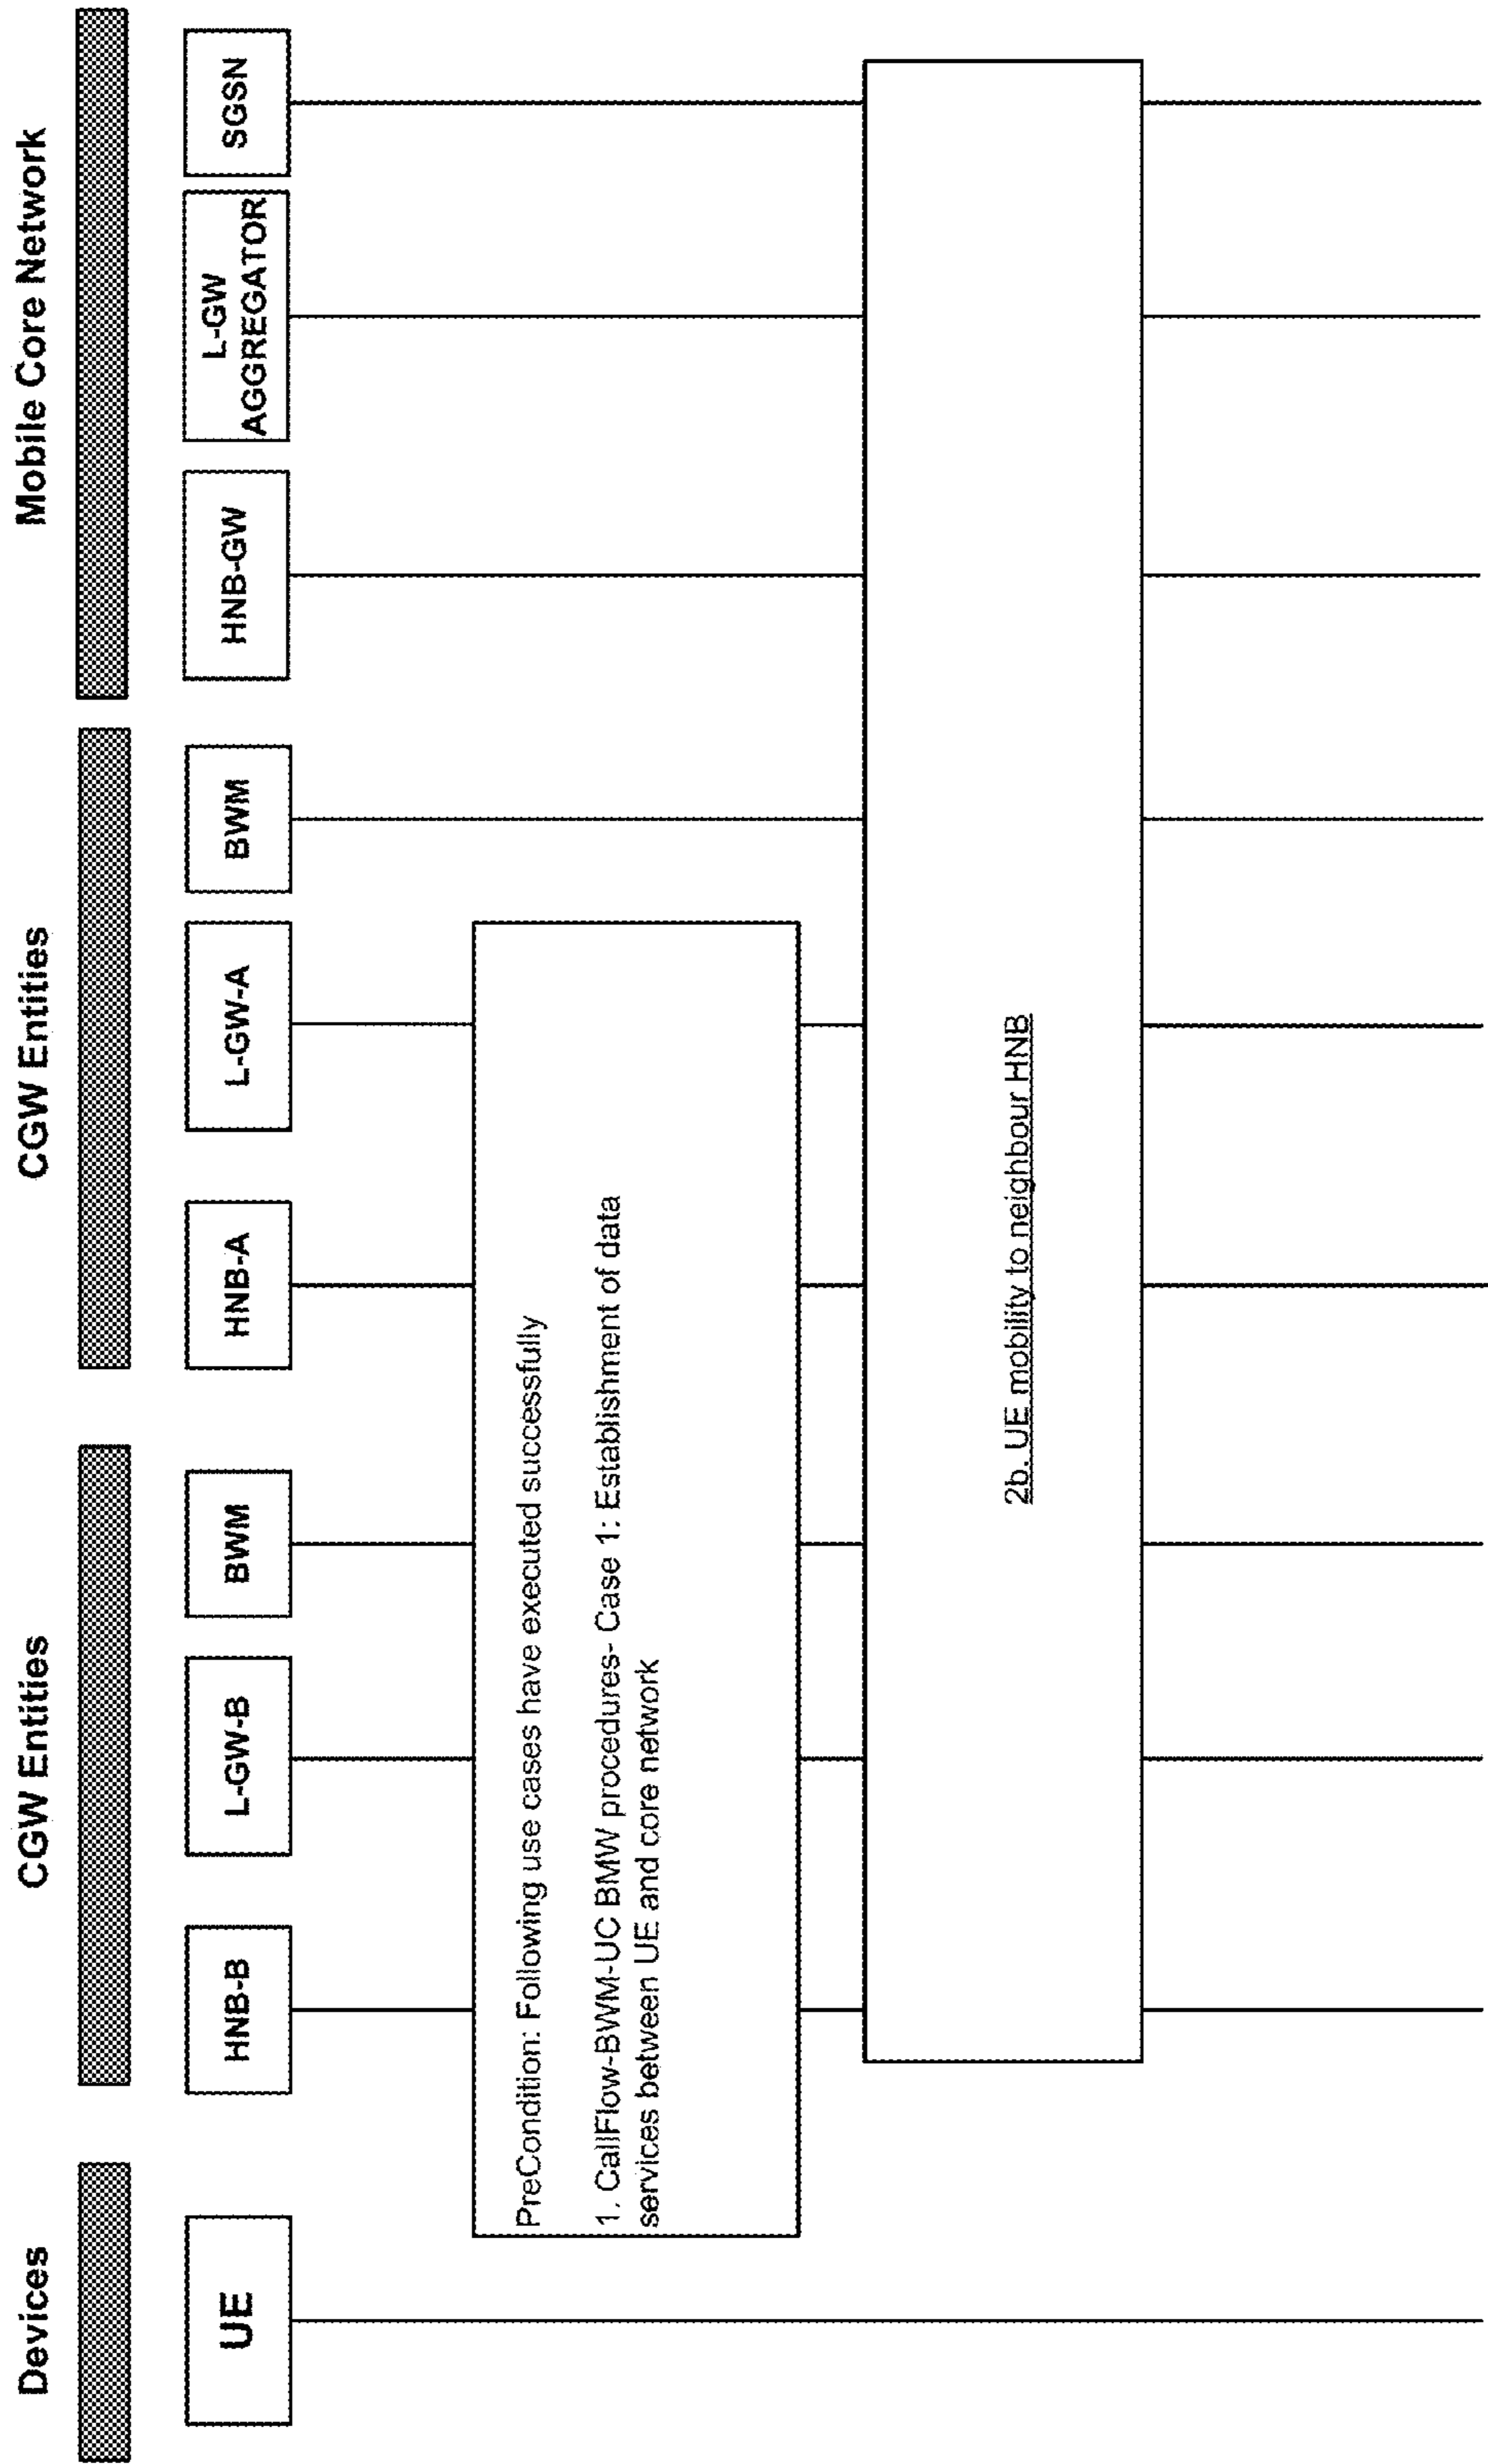 Devices
CGW Entities
CGW Entities
Mobile Core Network
UE
HNB-B
L-GW-B
BWM
HNB-A
L-GW-A
BWM
HNB-GW
L-GW
AGGREGATOR
SGSN
PreCondition: Following use cases have executed successfully
1. CallFlow-BWM-UC BMW procedures- Case 1: Establishment of data
services between UE and core network
2b. UE mobility to neighbour HNB